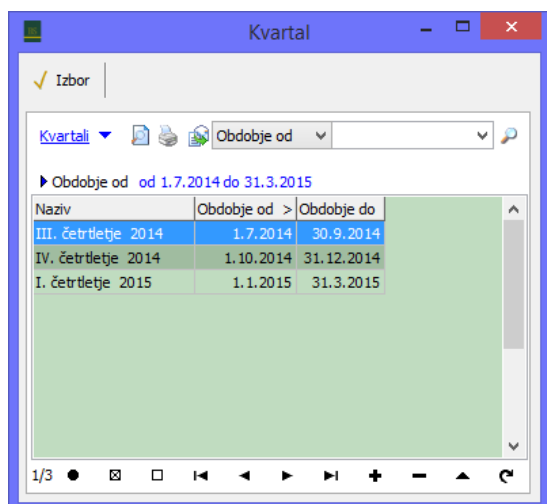 Kvartal
Izbor
Kvartali Obdobje od
Obdobje od od 1.7.2014 do 31.3.2015
Naziv Obdobje od > Obdobje do
III. četrtletje 2014 1.7.2014 30.9.2014
IV. četrtletje 2014 1.10.2014 31.12.2014
I. četrtletje 2015 1.1.2015 31.3.2015
1/3